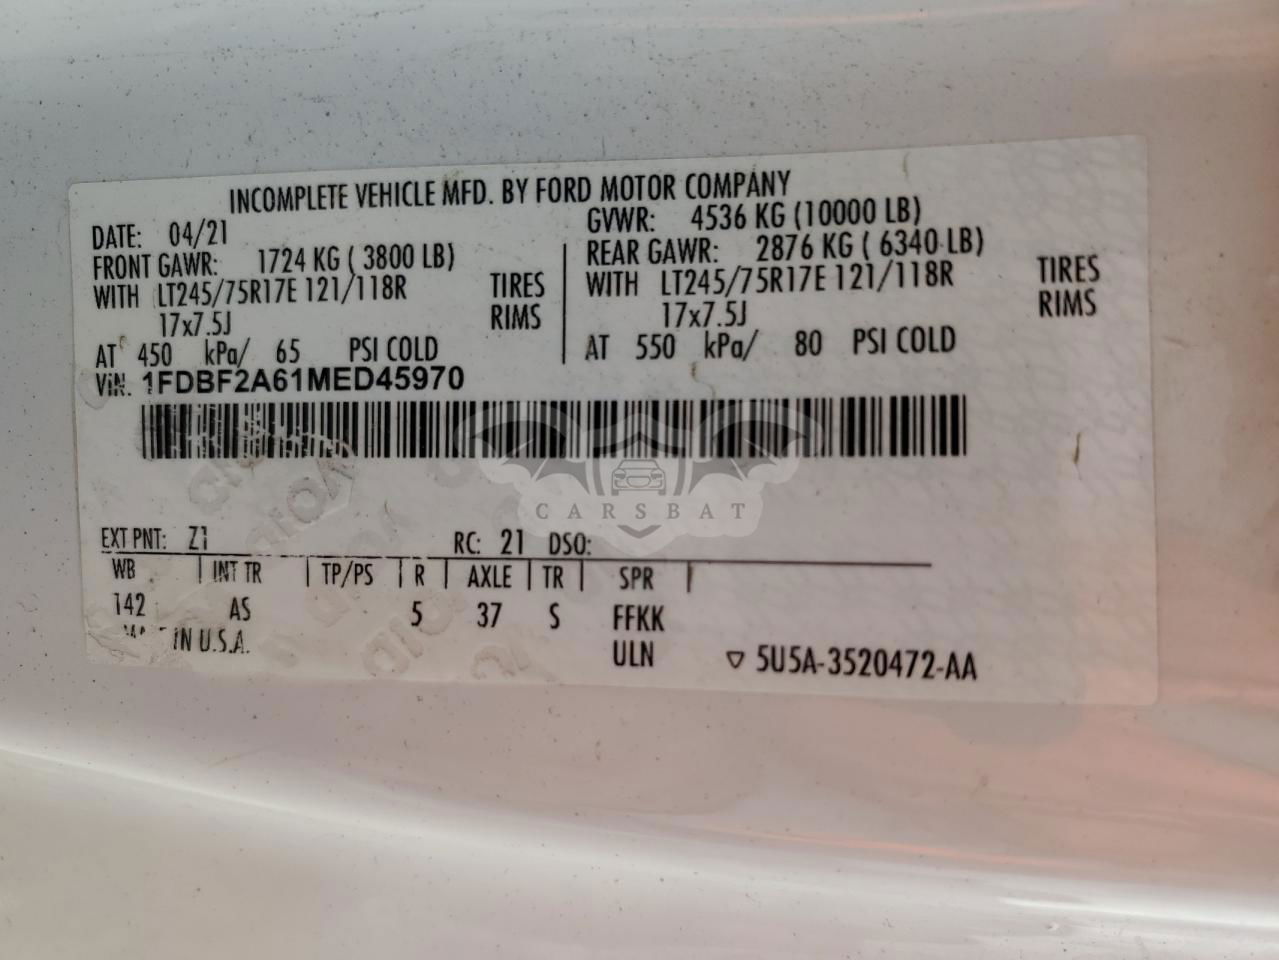 INCOMPLETE VEHICLE MFD. BY FORD MOTOR COMPANY
DATE: 04/21
GVWR: 4536 KG (10000 LB)
FRONT GAWR: 1724 KG ( 3800 LB)
REAR GAWR: 2876 KG ( 6340 LB)
WITH LT245/75R17E 121/118R TIRES
17x7.5J RIMS
WITH LT245/75R17E 121/118R TIRES
17x7.5J RIMS
AT 450 kPa/ 65 PSI COLD
AT 550 kPa/ 80 PSI COLD
VIN. 1FDBF2A61MED45970
CARSBAT
EXT PNT: Z1 RC: 21 DSO:
WB INT TR TP/PS R AXLE TR SPR
142 AS 5 37 S FFKK
IN U.S.A. ULN 5U5A-3520472-AA